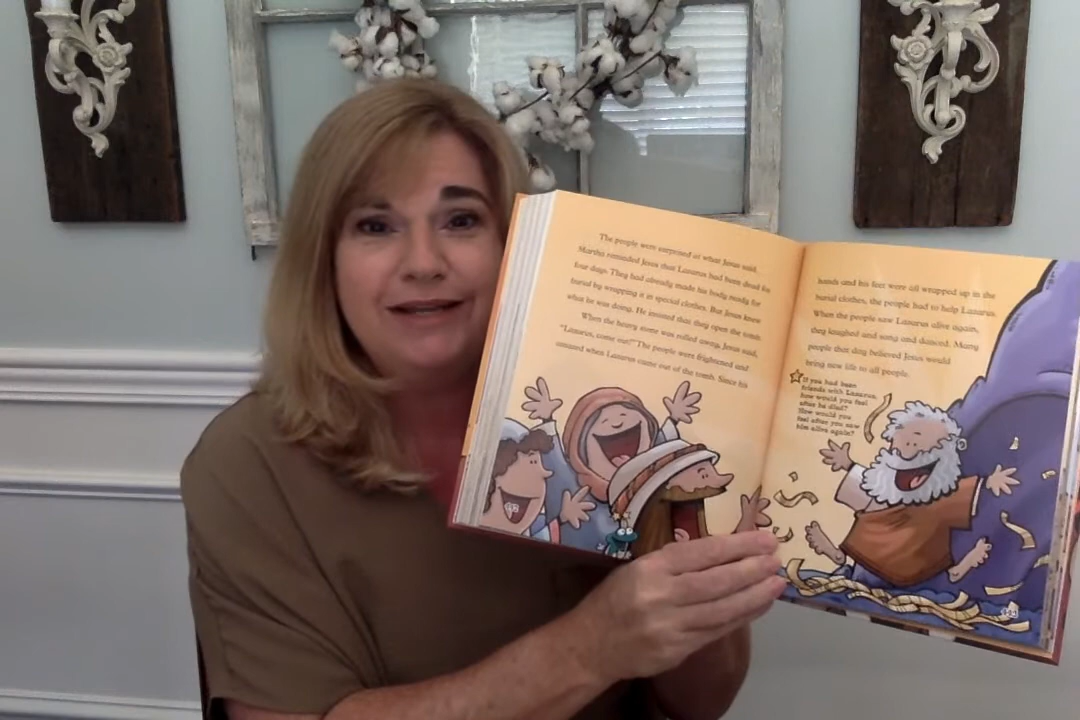 The people were surprised at what Jesus said.
Martha reminded Jesus that Lazarus had been dead for
four days. They had already made his body ready for
burial by wrapping it in special clothes. But Jesus knew
what he was doing. He insisted that they open the tomb.
When the heavy stone was rolled away, Jesus said,
"Lazarus, come out!" The people were frightened and
amazed when Lazarus came out of the tomb. Since his
hands and his feet were all wrapped up in the
burial clothes, the people had to help Lazarus.
When the people saw Lazarus alive again,
they laughed and sang and danced. Many
people that day believed Jesus would
bring new life to all people.
If you had been
friends with Lazarus,
how would you feel
after he died?
How would you
feel after you saw
him alive again?